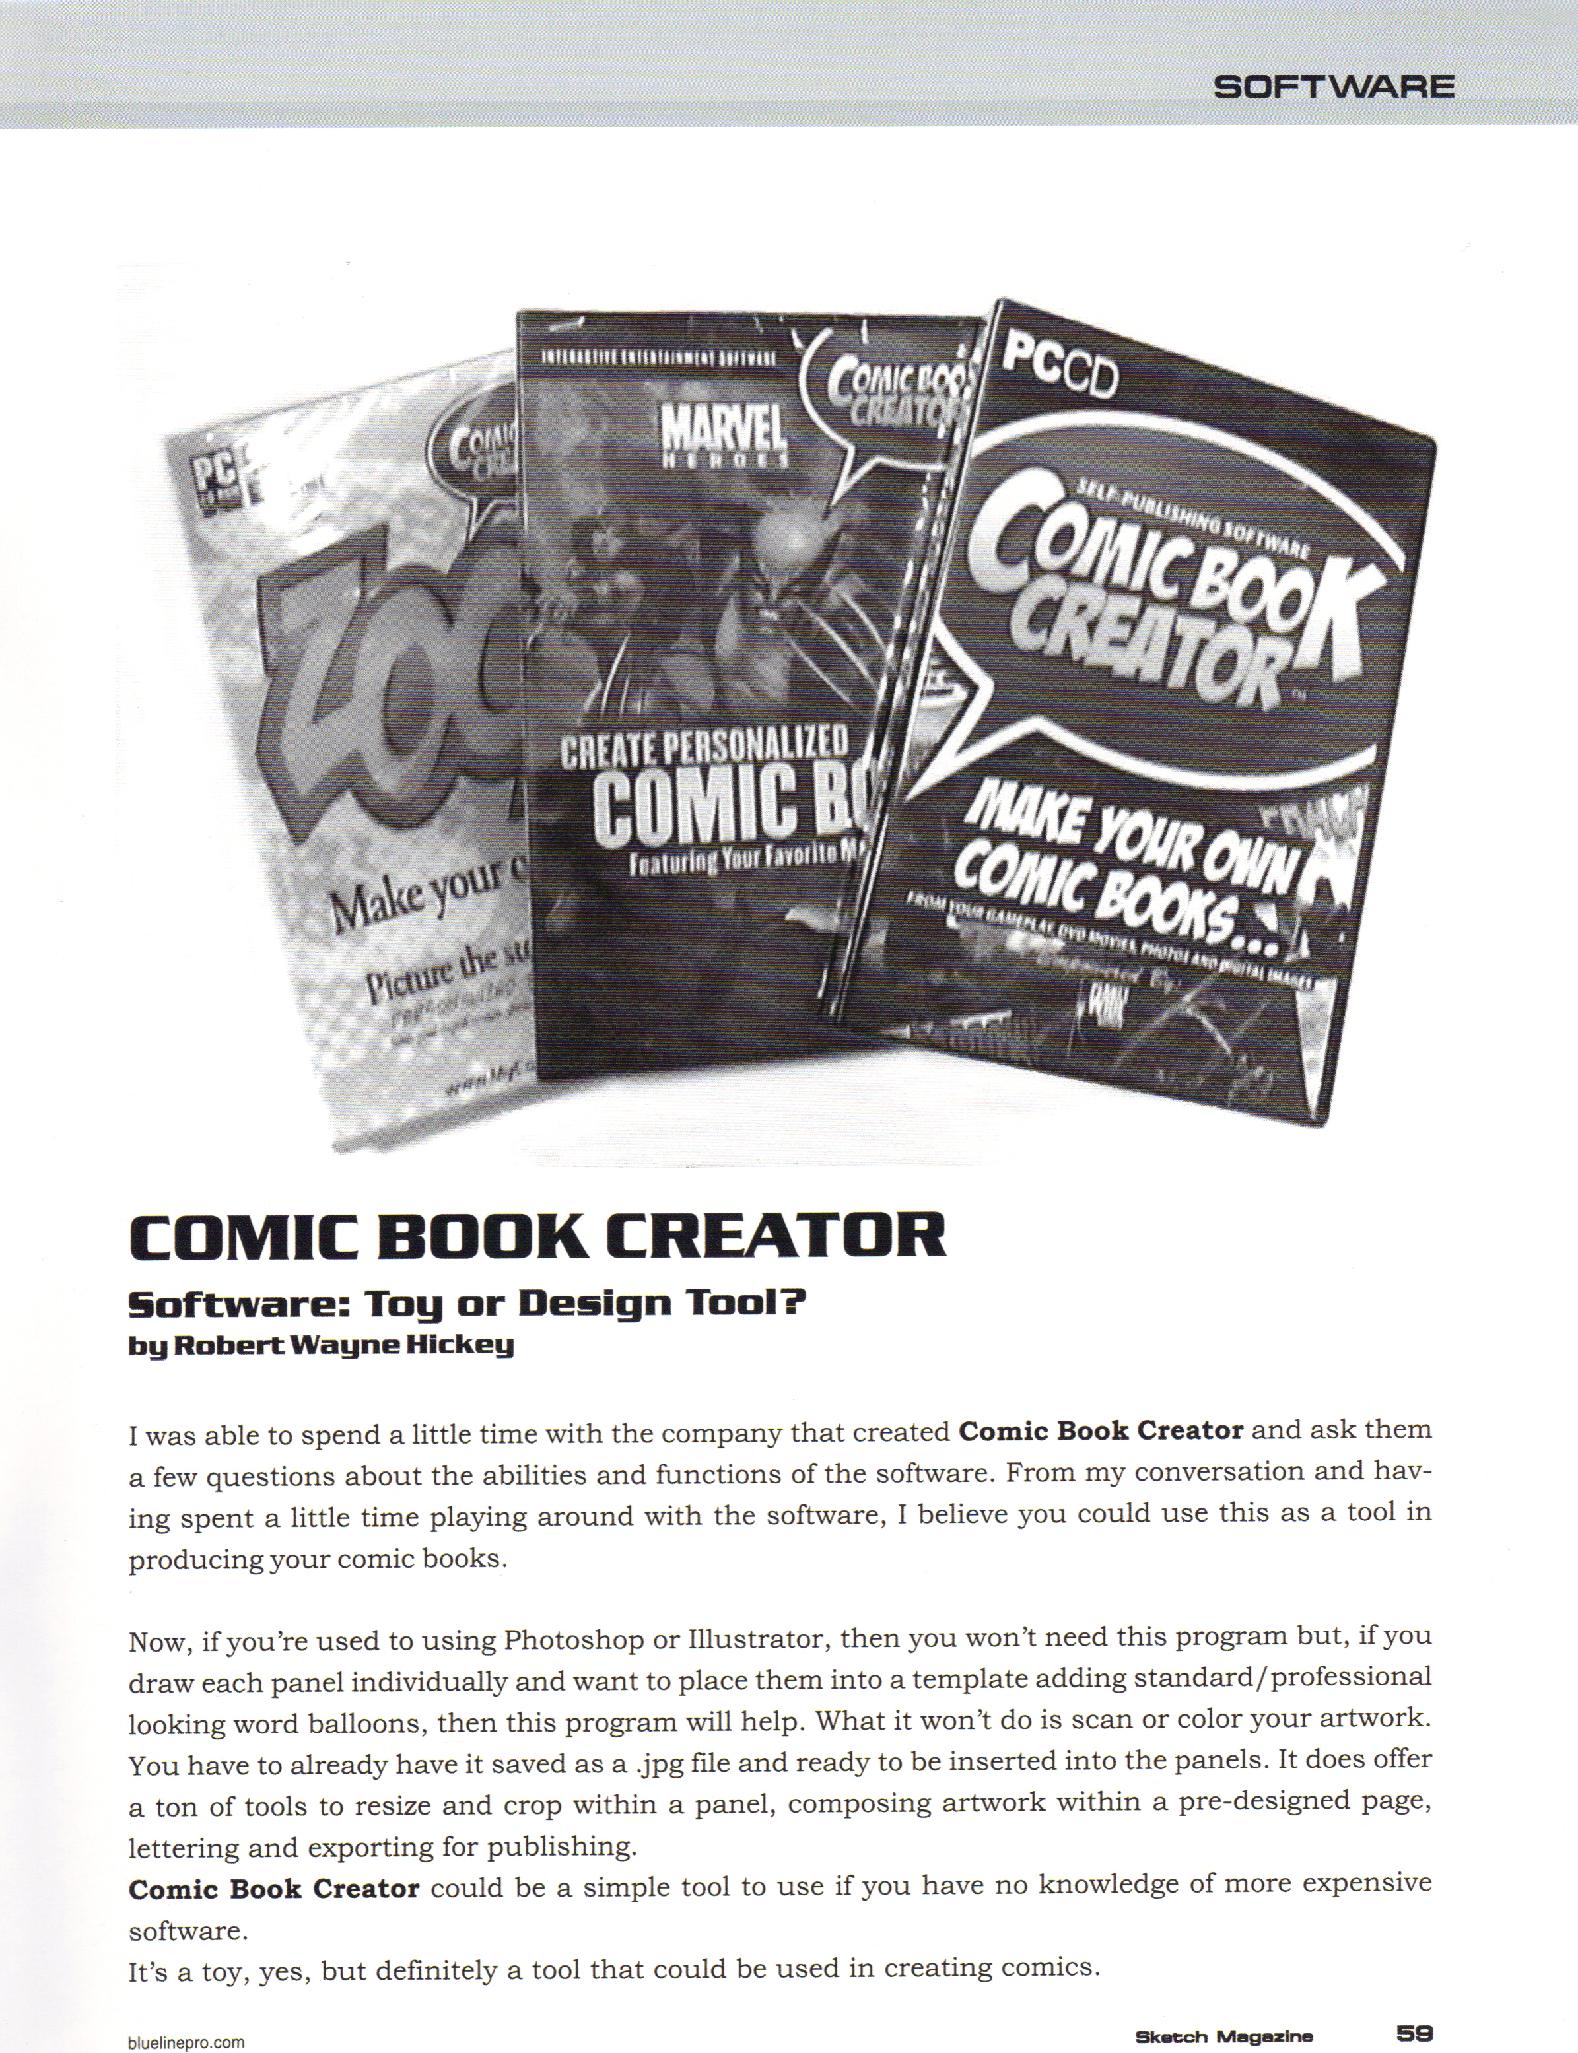 SOFTWARE
PC
COMIC
ZO
Make your
Picture the
INTERACTIVE ENTERTAINMENT SOFTWARE
MARVEL
HEROES
COMIC BOO
CREATOR
CREATE PERSONALIZED
COMIC BO
Featuring Your Favorite M
PCCD
SELF-PUBLISHING SOFTWARE
COMIC BOOK
CREATOR
MAKE YOUR OWN
COMIC BOOKS...
FROM YOUR GAMEPLAY, DVD MOVIES, PHOTOS AND DIGITAL IMAGES
COMIC BOOK CREATOR
Software: Toy or Design Tool?
by Robert Wayne Hickey
I was able to spend a little time with the company that created Comic Book Creator and ask them
a few questions about the abilities and functions of the software. From my conversation and hav-
ing spent a little time playing around with the software, I believe you could use this as a tool in
producing your comic books.
Now, if you're used to using Photoshop or Illustrator, then you won't need this program but, if you
draw each panel individually and want to place them into a template adding standard/professional
looking word balloons, then this program will help. What it won't do is scan or color your artwork.
You have to already have it saved as a .jpg file and ready to be inserted into the panels. It does offer
a ton of tools to resize and crop within a panel, composing artwork within a pre-designed page,
lettering and exporting for publishing.
Comic Book Creator could be a simple tool to use if you have no knowledge of more expensive
software.
It's a toy, yes, but definitely a tool that could be used in creating comics.
bluelinepro.com
Sketch Magazine 59